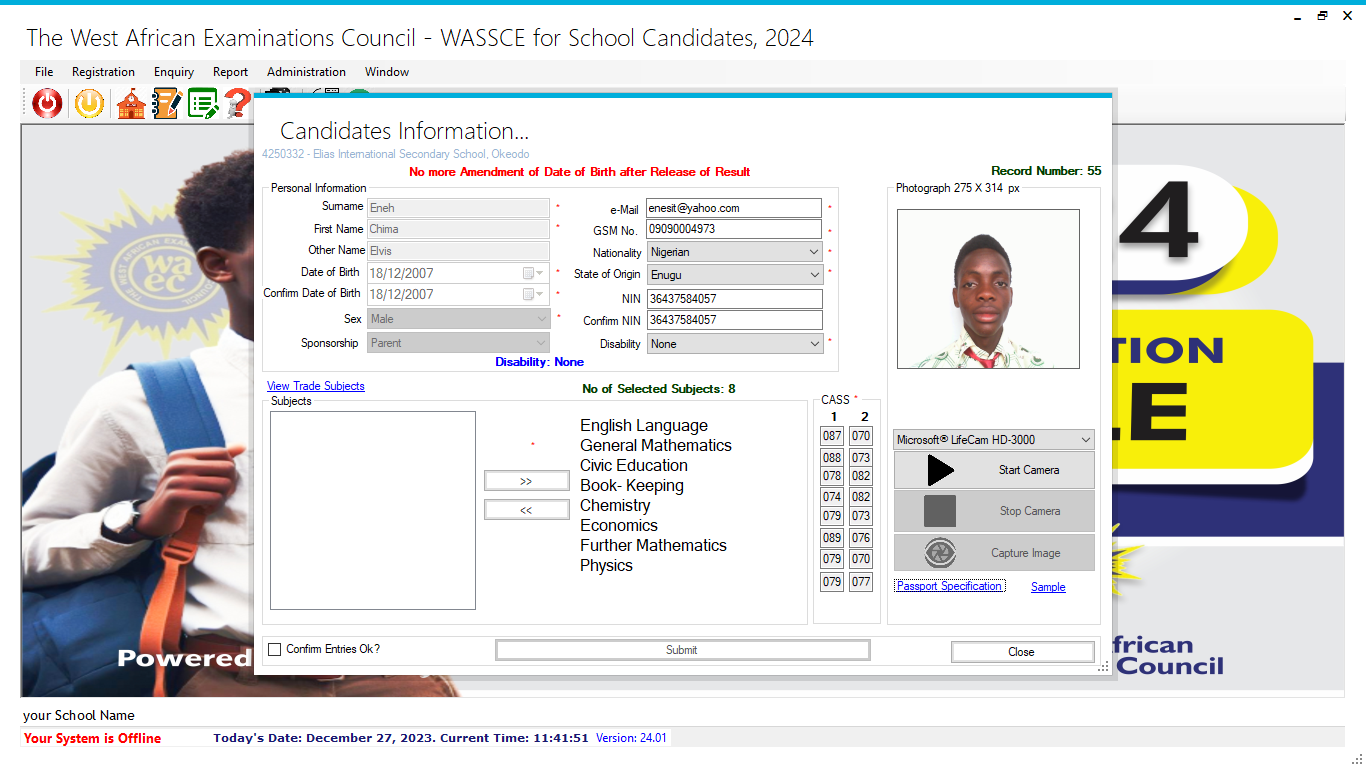 The West African Examinations Council - WASSCE for School Candidates, 2024
File Registration Enquiry Report Administration Window
Candidates Information...
4250332 - Elias International Secondary School, Okeodo
No more Amendment of Date of Birth after Release of Result
Record Number: 55
Personal Information
Surname Eneh *
First Name Chima *
Other Name Elvis
Date of Birth 18/12/2007 *
Confirm Date of Birth 18/12/2007 *
Sex Male *
Sponsorship Parent
e-Mail enesit@yahoo.com *
GSM No. 09090004973 *
Nationality Nigerian *
State of Origin Enugu *
NIN 36437584057
Confirm NIN 36437584057
Disability None *
Disability: None
Photograph 275 X 314 px
View Trade Subjects
No of Selected Subjects: 8
Subjects
*
>>
<<
English Language
General Mathematics
Civic Education
Book- Keeping
Chemistry
Economics
Further Mathematics
Physics
CASS *
1 2
087 070
088 073
078 082
074 082
079 073
089 076
079 070
079 077
Microsoft® LifeCam HD-3000
Start Camera
Stop Camera
Capture Image
Passport Specification Sample
Confirm Entries Ok?
Submit
Close
waec
4
TION
LE
Powered
frican
Council
your School Name
Your System is Offline Today's Date: December 27, 2023. Current Time: 11:41:51 Version: 24.01